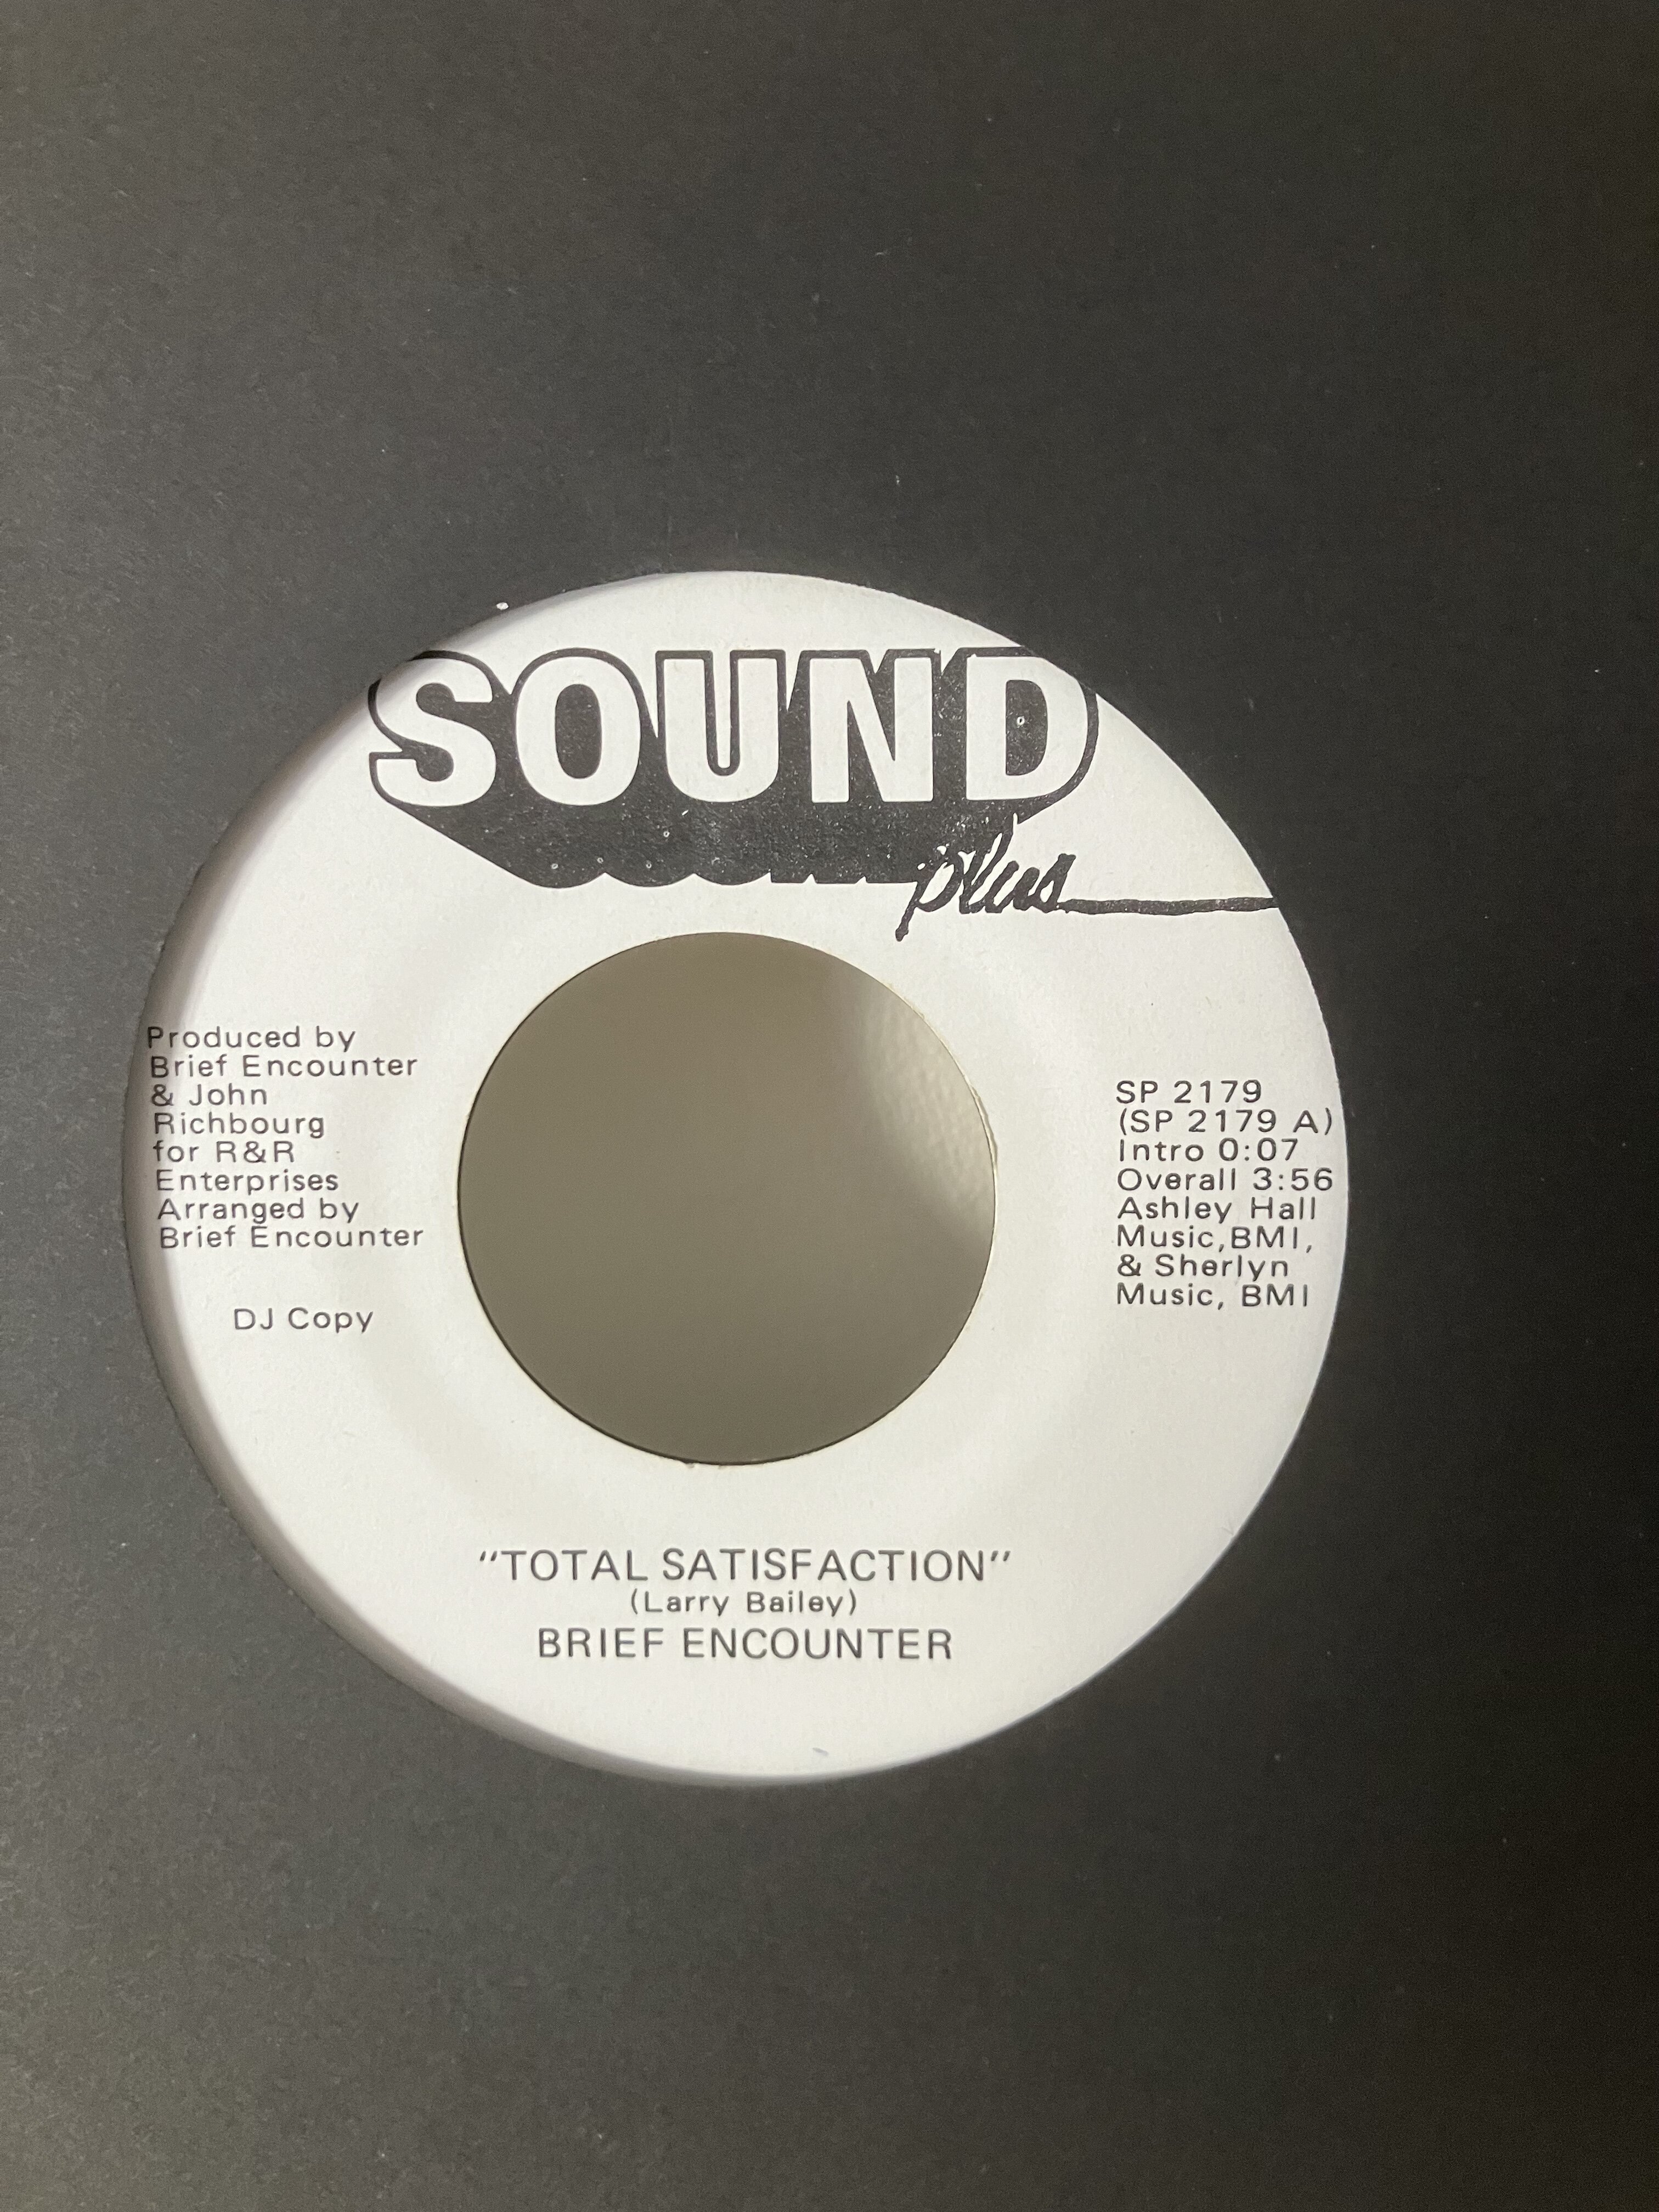 SOUND
plus
Produced by
Brief Encounter
& John
Richbourg
for R&R
Enterprises
Arranged by
Brief Encounter
DJ Copy
SP 2179
(SP 2179 A)
Intro 0:07
Overall 3:56
Ashley Hall
Music,BMI,
& Sherlyn
Music, BMI
"TOTAL SATISFACTION"
(Larry Bailey)
BRIEF ENCOUNTER